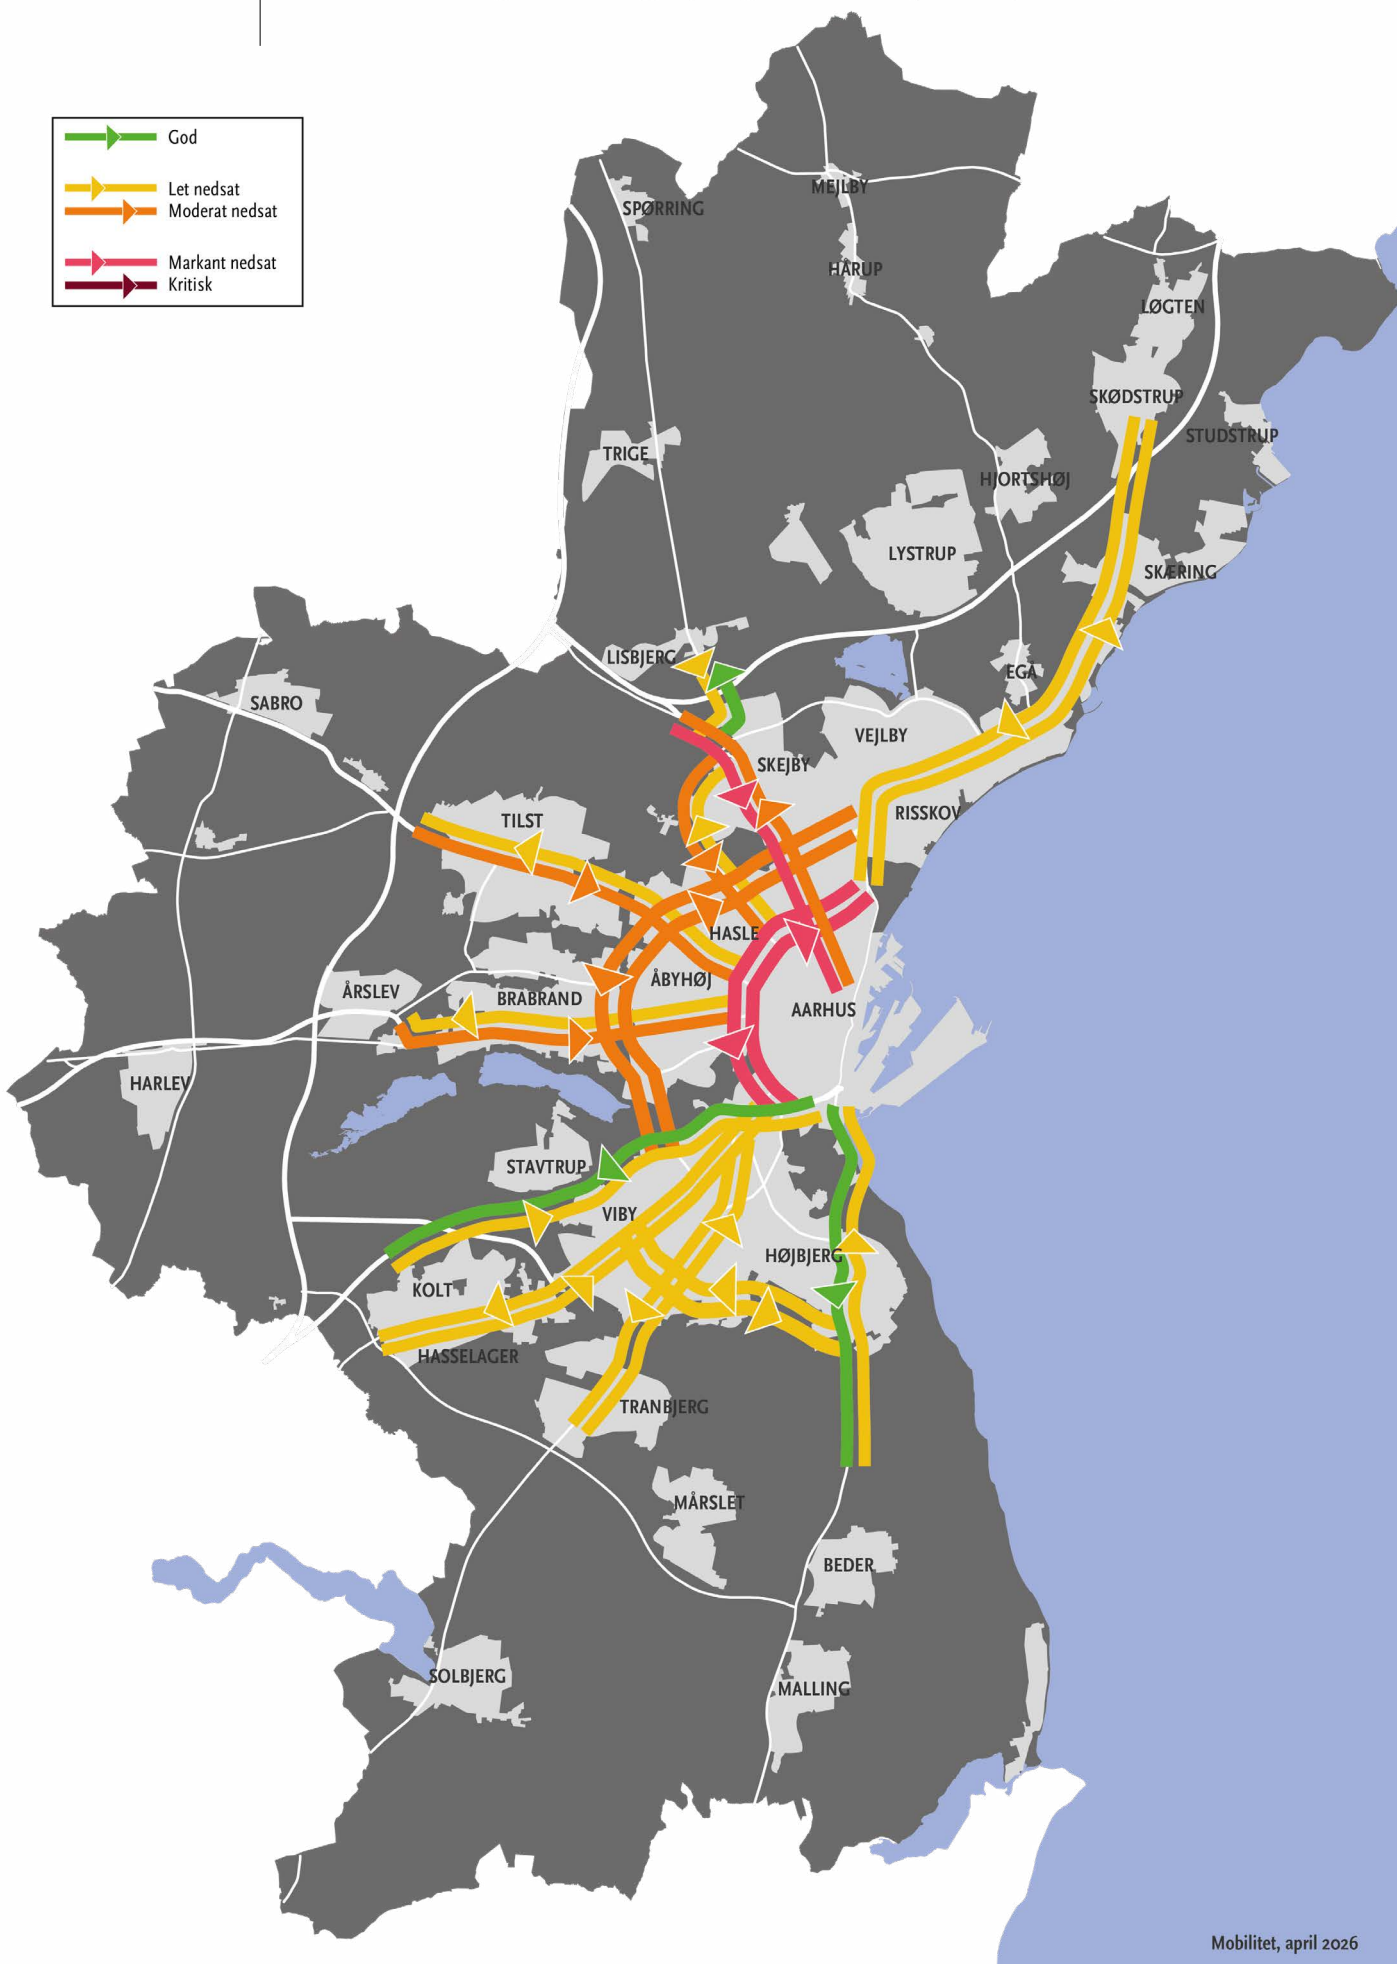 God
Let nedsat
Moderat nedsat
Markant nedsat
Kritisk
MEJLBY
SPØRRING
HÅRUP
LØGTEN
SKØDSTRUP
STUDSTRUP
TRIGE
HJORTSHØJ
LYSTRUP
SKÆRING
LISBJERG
EGÅ
SABRO
VEJLBY
SKEJBY
RISSKOV
TILST
HASLE
ÅBYHØJ
ÅRSLEV
BRABRAND
AARHUS
HARLEV
STAVTRUP
VIBY
HØJBJERG
KOLT
HASSELAGER
TRANBJERG
MÅRSLET
BEDER
SOLBJERG
MALLING
Mobilitet, april 2026